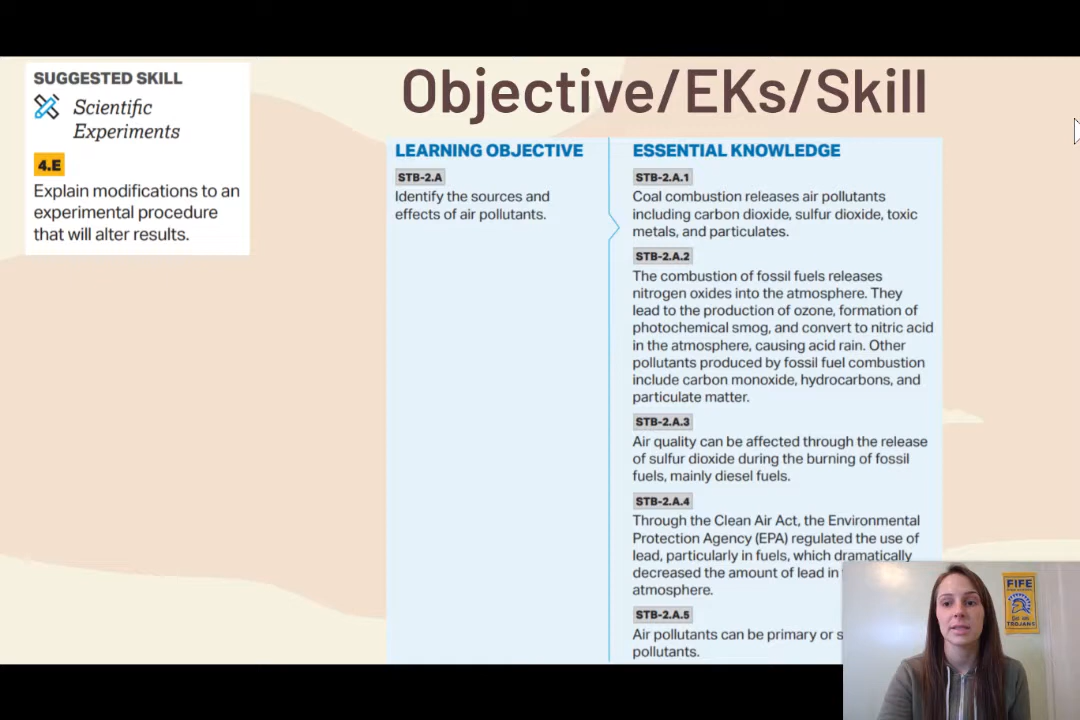 SUGGESTED SKILL
Scientific
Experiments
4.E
Explain modifications to an
experimental procedure
that will alter results.
Objective/EKs/Skill
LEARNING OBJECTIVE
STB-2.A
Identify the sources and
effects of air pollutants.
ESSENTIAL KNOWLEDGE
STB-2.A.1
Coal combustion releases air pollutants
including carbon dioxide, sulfur dioxide, toxic
metals, and particulates.
STB-2.A.2
The combustion of fossil fuels releases
nitrogen oxides into the atmosphere. They
lead to the production of ozone, formation of
photochemical smog, and convert to nitric acid
in the atmosphere, causing acid rain. Other
pollutants produced by fossil fuel combustion
include carbon monoxide, hydrocarbons, and
particulate matter.
STB-2.A.3
Air quality can be affected through the release
of sulfur dioxide during the burning of fossil
fuels, mainly diesel fuels.
STB-2.A.4
Through the Clean Air Act, the Environmental
Protection Agency (EPA) regulated the use of
lead, particularly in fuels, which dramatically
decreased the amount of lead in
atmosphere.
STB-2.A.5
Air pollutants can be primary or s
pollutants.
FIFE
TROJANS